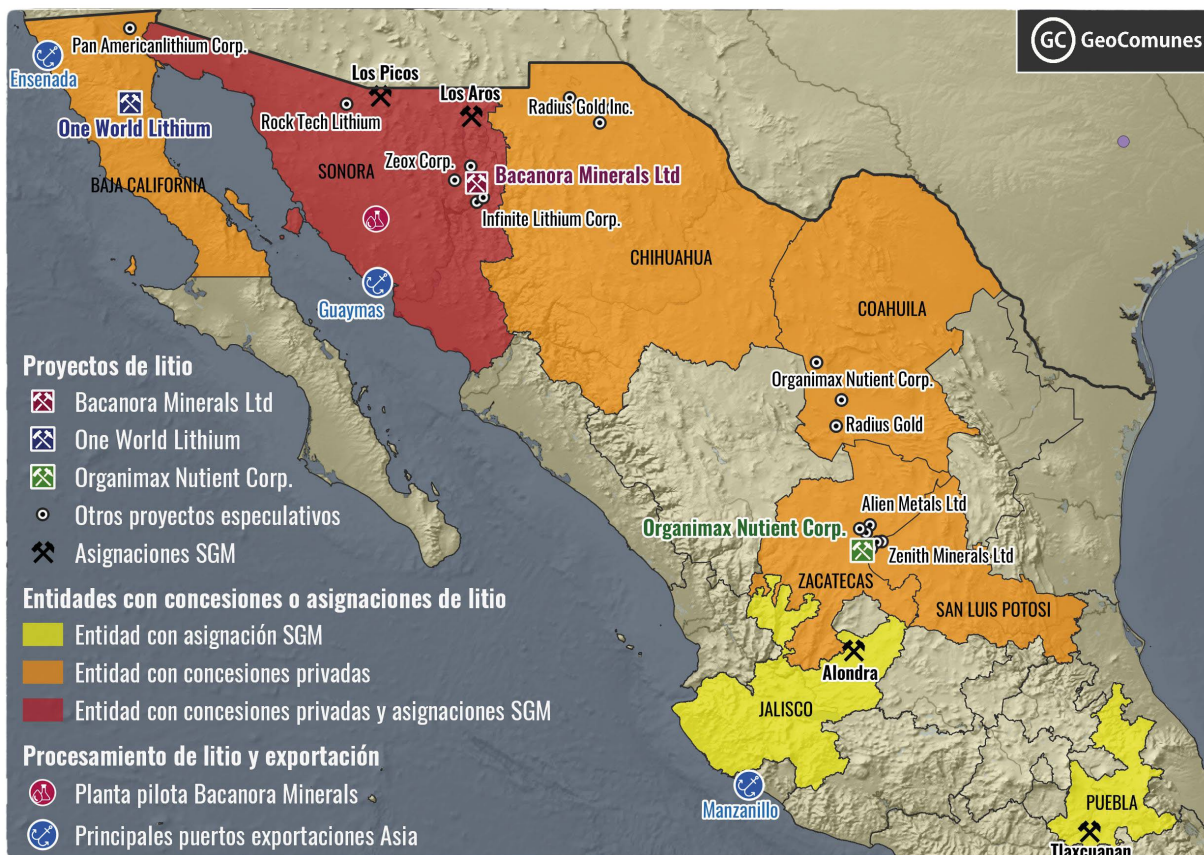 GC GeoComunes
Pan Americanlithium Corp.
Ensenada
Los Picos
Los Aros
Radius Gold Inc.
Rock Tech Lithium
One World Lithium
Zeox Corp.
SONORA
Bacanora Minerals Ltd
BAJA CALIFORNIA
Infinite Lithium Corp.
CHIHUAHUA
COAHUILA
Guaymas
Organimax Nutient Corp.
Radius Gold
Alien Metals Ltd
Organimax Nutient Corp.
Zenith Minerals Ltd
ZACATECAS
SAN LUIS POTOSI
Alondra
JALISCO
Manzanillo
PUEBLA
Tlaxcuapan
Proyectos de litio
Bacanora Minerals Ltd
One World Lithium
Organimax Nutient Corp.
Otros proyectos especulativos
Asignaciones SGM
Entidades con concesiones o asignaciones de litio
Entidad con asignación SGM
Entidad con concesiones privadas
Entidad con concesiones privadas y asignaciones SGM
Procesamiento de litio y exportación
Planta pilota Bacanora Minerals
Principales puertos exportaciones Asia